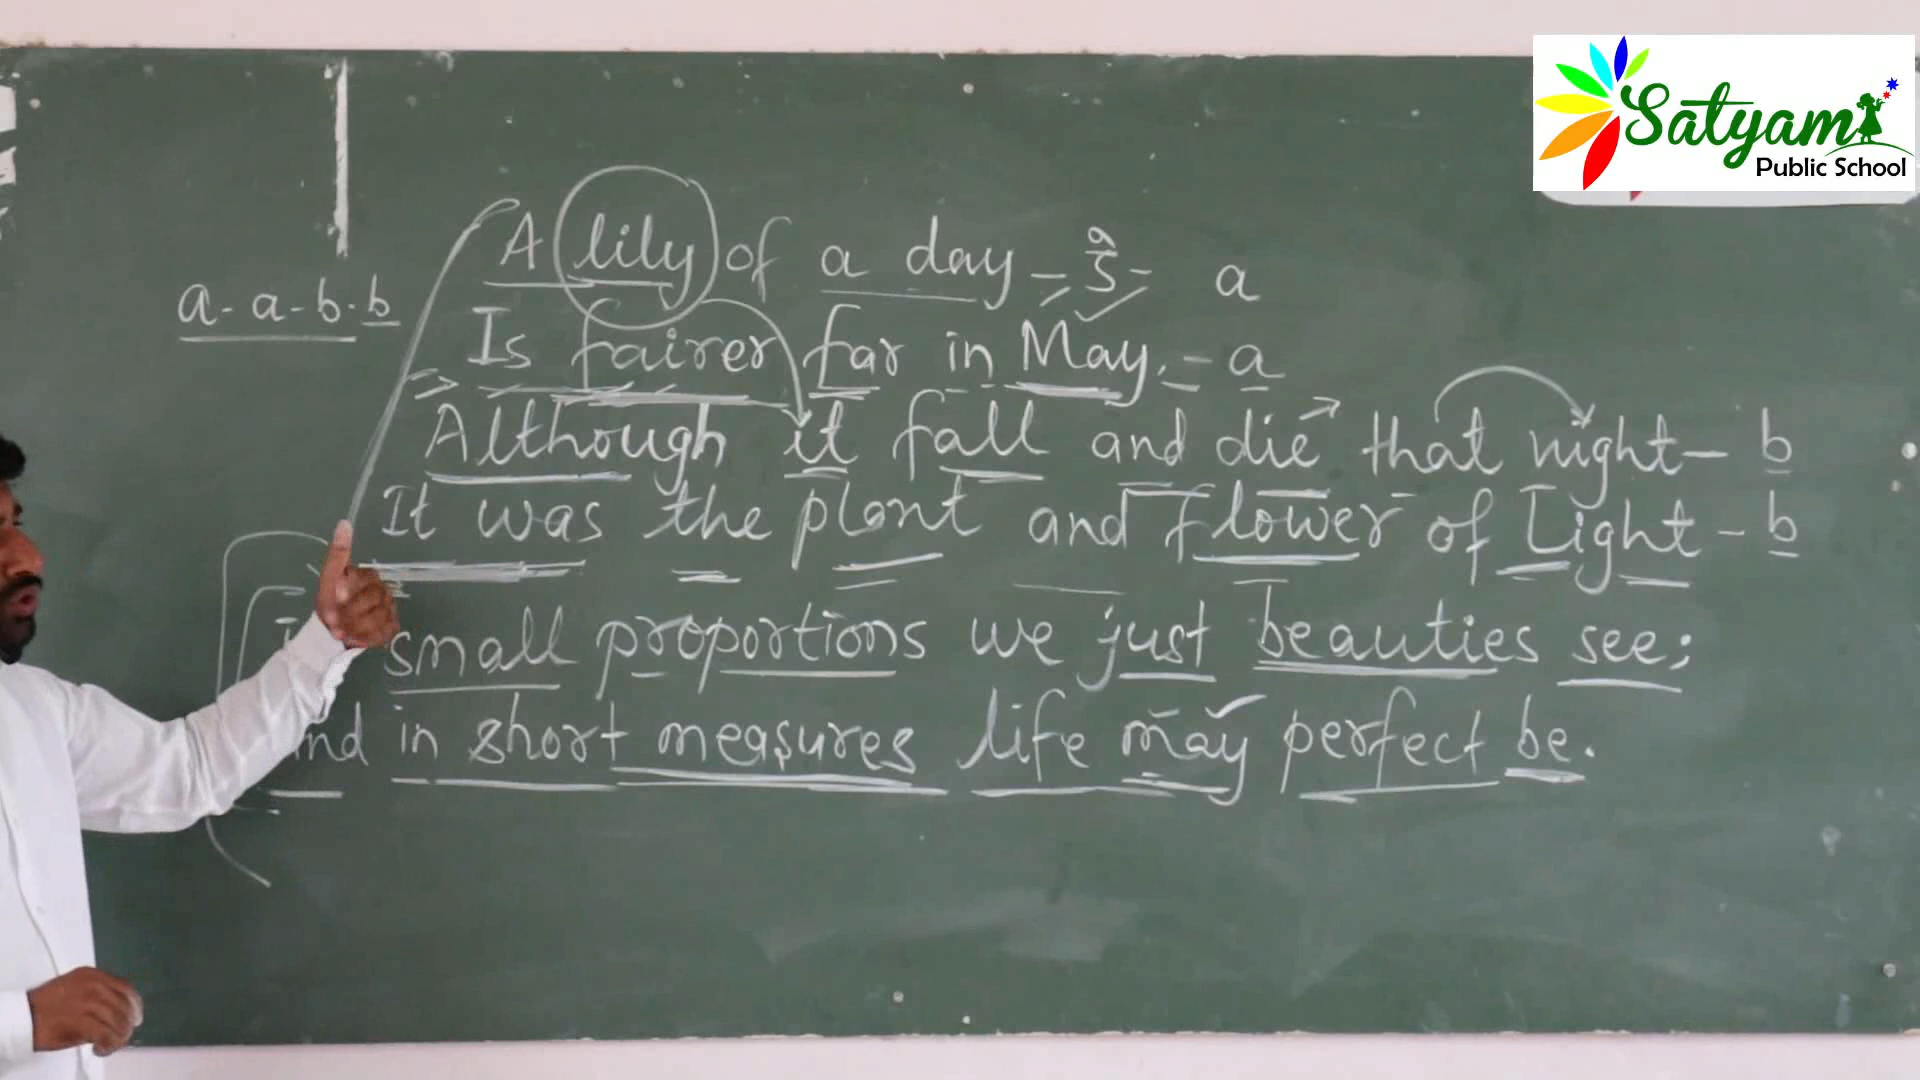 Satyam
Public School
a-a-b-b
A lily of a day - 3 - a
a
Is fairer far in May. - a
Although it fall and die that night - b
It was the plant and flower of Light - b
small proportions we just beauties see;
and in short measures life may perfect be.